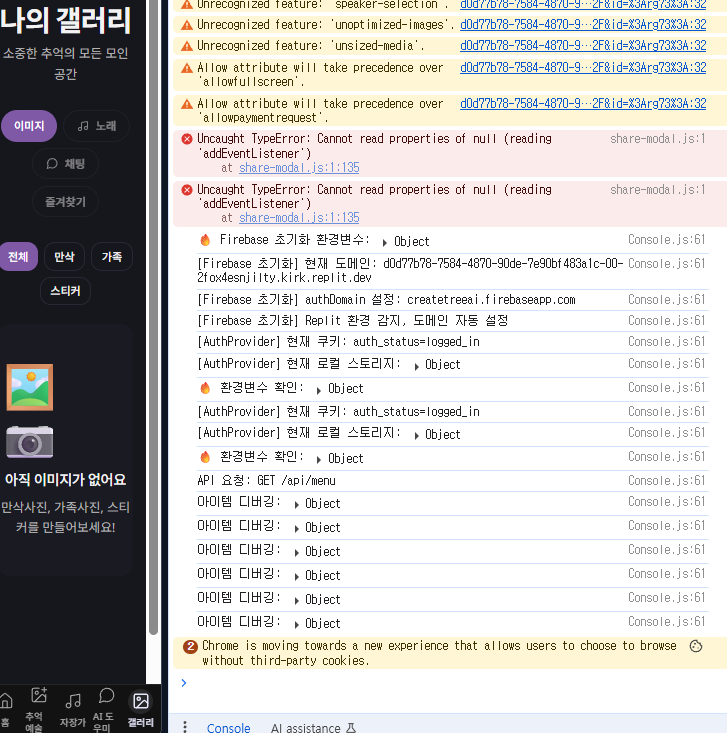 나의 갤러리
소중한 추억의 모든 모인
공간
이미지
노래
채팅
즐겨찾기
전체
만삭
가족
스티커
아직 이미지가 없어요
만삭사진, 가족사진, 스티
커를 만들어보세요!
홈
추억
예술
자장가
AI 도
우미
갤러리
Unrecognized feature: 'speaker-selection'. d0d77b78-7584-4870-9…2F&id=%3Arg73%3A:32
Unrecognized feature: 'unoptimized-images'. d0d77b78-7584-4870-9…2F&id=%3Arg73%3A:32
Unrecognized feature: 'unsized-media'. d0d77b78-7584-4870-9…2F&id=%3Arg73%3A:32
Allow attribute will take precedence over d0d77b78-7584-4870-9…2F&id=%3Arg73%3A:32
'allowfullscreen'.
Allow attribute will take precedence over d0d77b78-7584-4870-9…2F&id=%3Arg73%3A:32
'allowpaymentrequest'.
Uncaught TypeError: Cannot read properties of null (reading share-modal.js:1
'addEventListener')
at share-modal.js:1:135
Uncaught TypeError: Cannot read properties of null (reading share-modal.js:1
'addEventListener')
at share-modal.js:1:135
🔥 Firebase 초기화 환경변수: ▶ Object Console.js:61
[Firebase 초기화] 현재 도메인: d0d77b78-7584-4870-90de-7e90bf483a1c-00- Console.js:61
2fox4esnjilty.kirk.replit.dev
[Firebase 초기화] authDomain 설정: createtreeai.firebaseapp.com Console.js:61
[Firebase 초기화] Replit 환경 감지, 도메인 자동 설정 Console.js:61
[AuthProvider] 현재 쿠키: auth_status=logged_in Console.js:61
[AuthProvider] 현재 로컬 스토리지: ▶ Object Console.js:61
🔥 환경변수 확인: ▶ Object Console.js:61
[AuthProvider] 현재 쿠키: auth_status=logged_in Console.js:61
[AuthProvider] 현재 로컬 스토리지: ▶ Object Console.js:61
🔥 환경변수 확인: ▶ Object Console.js:61
API 요청: GET /api/menu Console.js:61
아이템 디버깅: ▶ Object Console.js:61
아이템 디버깅: ▶ Object Console.js:61
아이템 디버깅: ▶ Object Console.js:61
아이템 디버깅: ▶ Object Console.js:61
아이템 디버깅: ▶ Object Console.js:61
아이템 디버깅: ▶ Object Console.js:61
2 Chrome is moving towards a new experience that allows users to choose to browse
without third-party cookies.
Console AI assistance